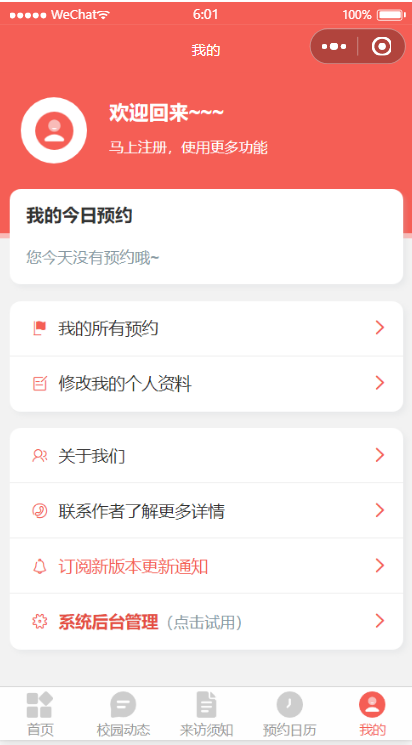 WeChat 6:01 100%
我的
欢迎回来~~~
马上注册，使用更多功能
我的今日预约
您今天没有预约哦~
我的所有预约
修改我的个人资料
关于我们
联系作者了解更多详情
订阅新版本更新通知
系统后台管理（点击试用）
首页 校园动态 来访须知 预约日历 我的